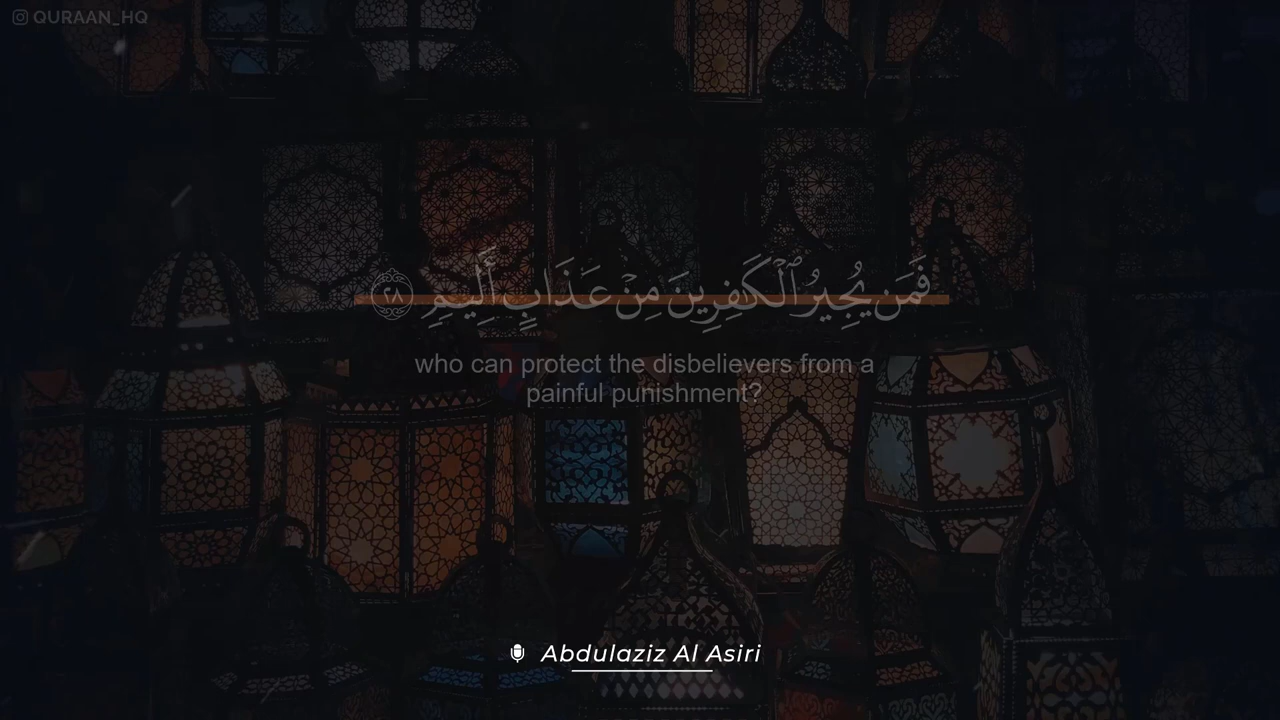 QURAAN_HQ
فَمَن يُجِيرُ ٱلْكَٰفِرِينَ مِنْ عَذَابٍ أَلِيمٍ ٢٨
who can protect the disbelievers from a
painful punishment?
Abdulaziz Al Asiri